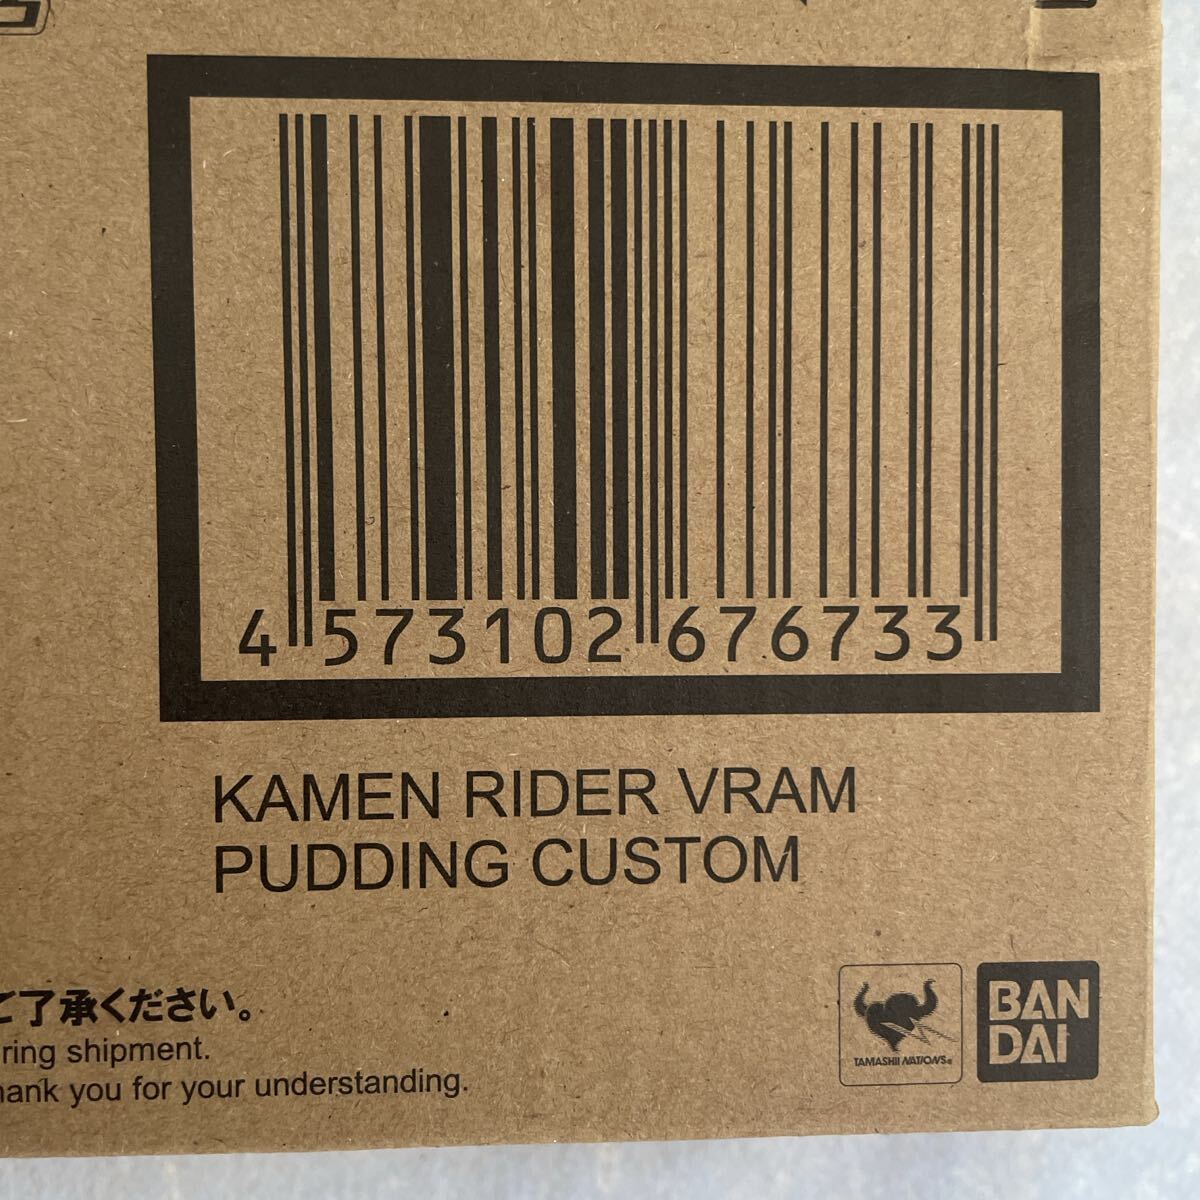 4 573102 676733
KAMEN RIDER VRAM
PUDDING CUSTOM
ご了承ください。
ring shipment.
hank you for your understanding.
TAMASHII NATIONS®
BAN
DAI